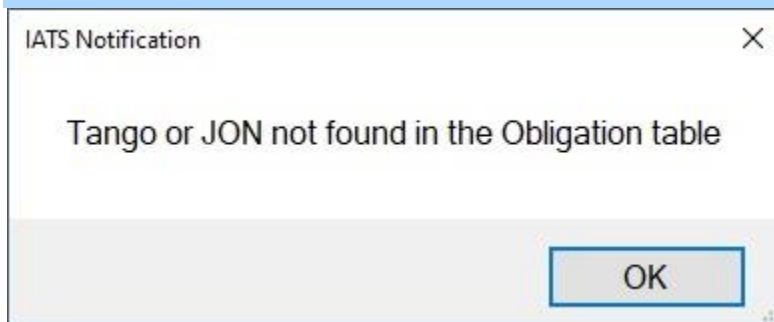 IATS Notification
Tango or JON not found in the Obligation table
OK